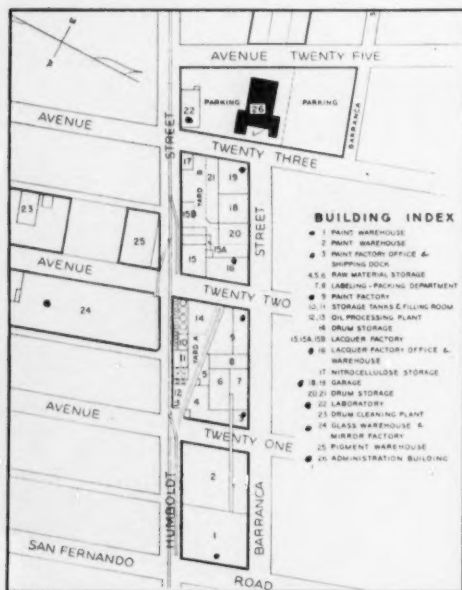 AVENUE TWENTY FIVE
PARKING
PARKING
22
26
BARRANCA
AVENUE
STREET
TWENTY THREE
17
YARD B
21
19
18
15B
20
15A
15
16
STREET
23
25
AVENUE
TWENTY TWO
24
14
10
11
YARD A
9
8
5
6
7
12
4
AVENUE
TWENTY ONE
2
1
HUMBOLDT
BARRANCA
SAN FERNANDO
ROAD
BUILDING INDEX
1 PAINT WAREHOUSE
2 PAINT WAREHOUSE
3 PAINT FACTORY OFFICE &
SHIPPING DOCK
4,5,6 RAW MATERIAL STORAGE
7,8 LABELING-PACKING DEPARTMENT
9 PAINT FACTORY
10,11 STORAGE TANKS & FILLING ROOM
12,13 OIL PROCESSING PLANT
14 DRUM STORAGE
15,15A,15B LACQUER FACTORY
16 LACQUER FACTORY OFFICE &
WAREHOUSE
17 NITROCELLULOSE STORAGE
18,19 GARAGE
20,21 DRUM STORAGE
22 LABORATORY
23 DRUM CLEANING PLANT
24 GLASS WAREHOUSE &
MIRROR FACTORY
25 PIGMENT WAREHOUSE
26 ADMINISTRATION BUILDING